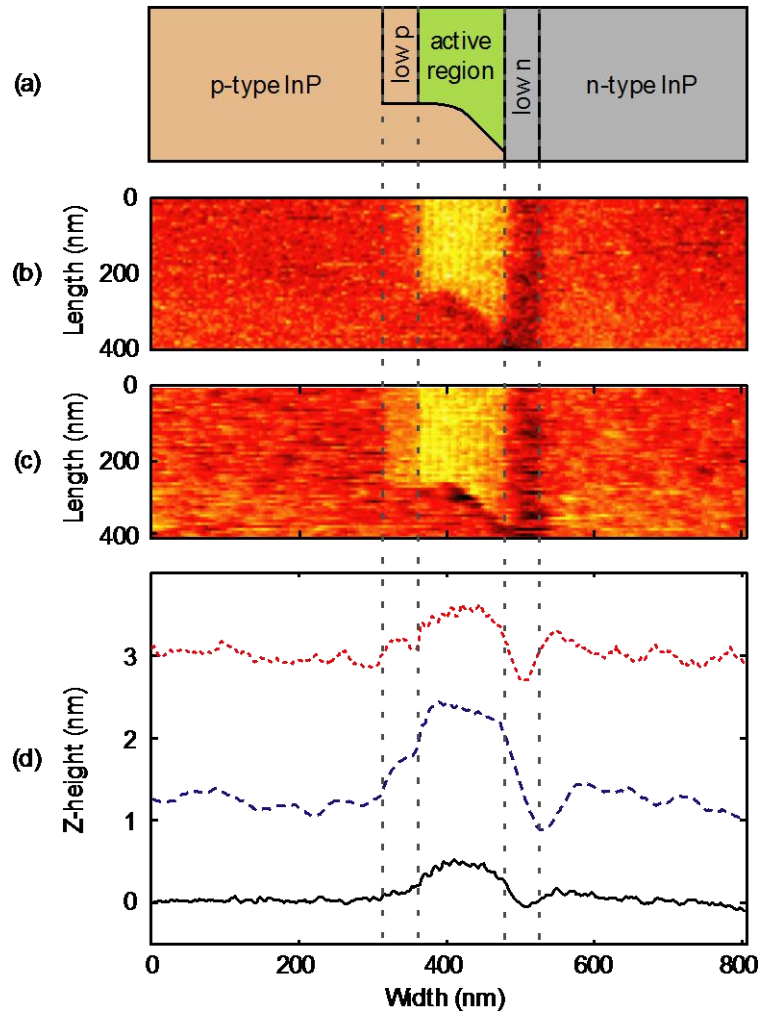 (a)
p-type InP
low p
active
region
low n
n-type InP
(b)
Length (nm)
0
200
400
(c)
Length (nm)
0
200
400
(d)
Z-height (nm)
3
2
1
0
0
200
400
600
800
Width (nm)